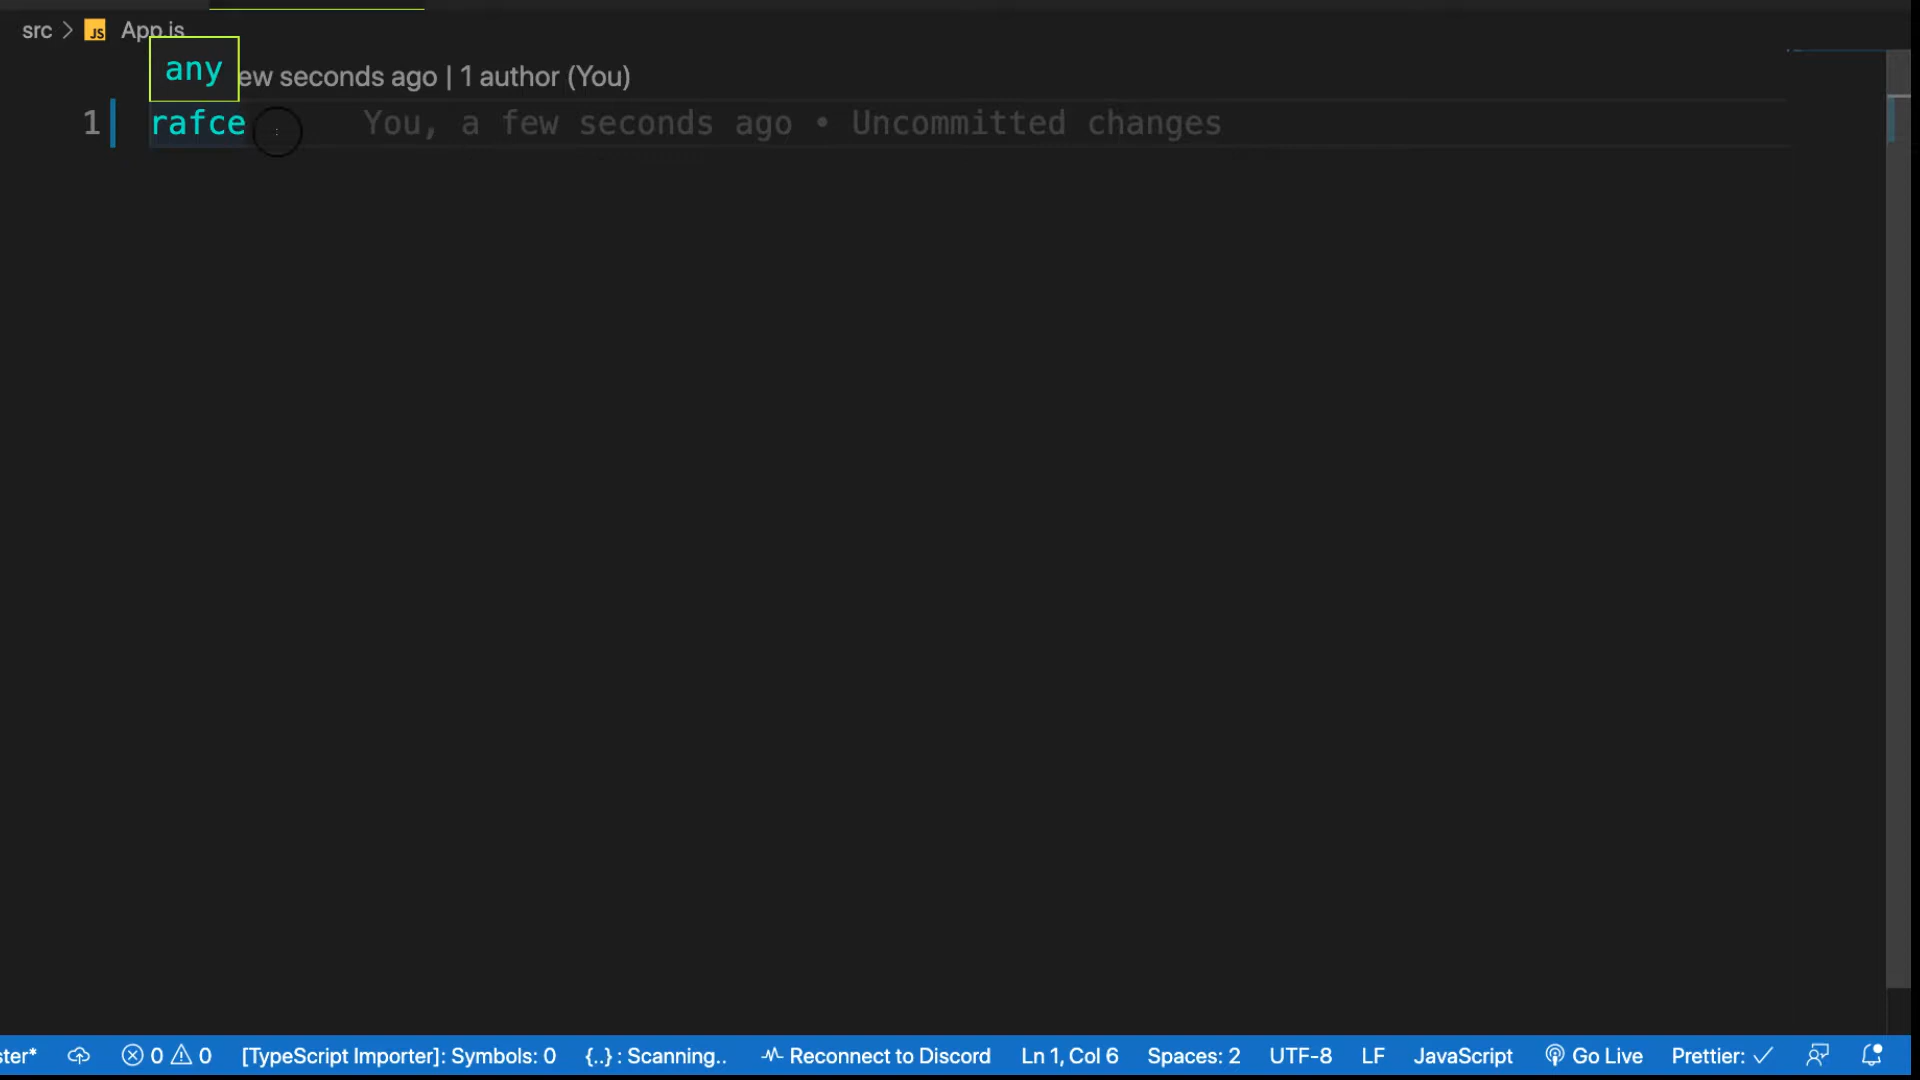 src > JS App.js
any
ew seconds ago | 1 author (You)
1 rafce You, a few seconds ago • Uncommitted changes
ster* 0 0 [TypeScript Importer]: Symbols: 0 {..} : Scanning.. Reconnect to Discord Ln 1, Col 6 Spaces: 2 UTF-8 LF JavaScript Go Live Prettier: ✓